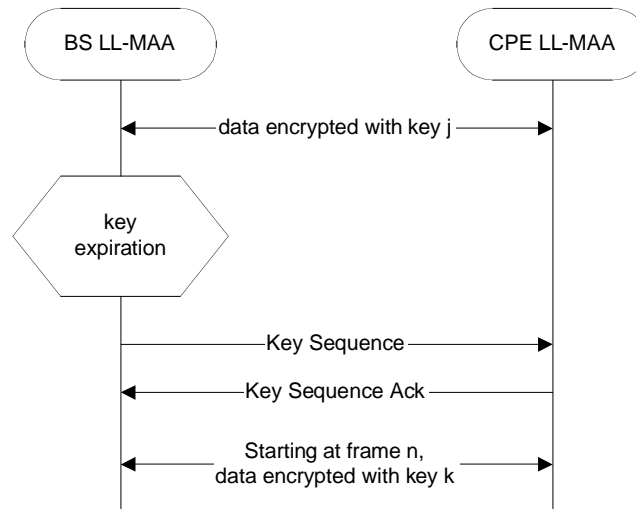 BS LL-MAA
CPE LL-MAA
data encrypted with key j
key
expiration
Key Sequence
Key Sequence Ack
Starting at frame n,
data encrypted with key k